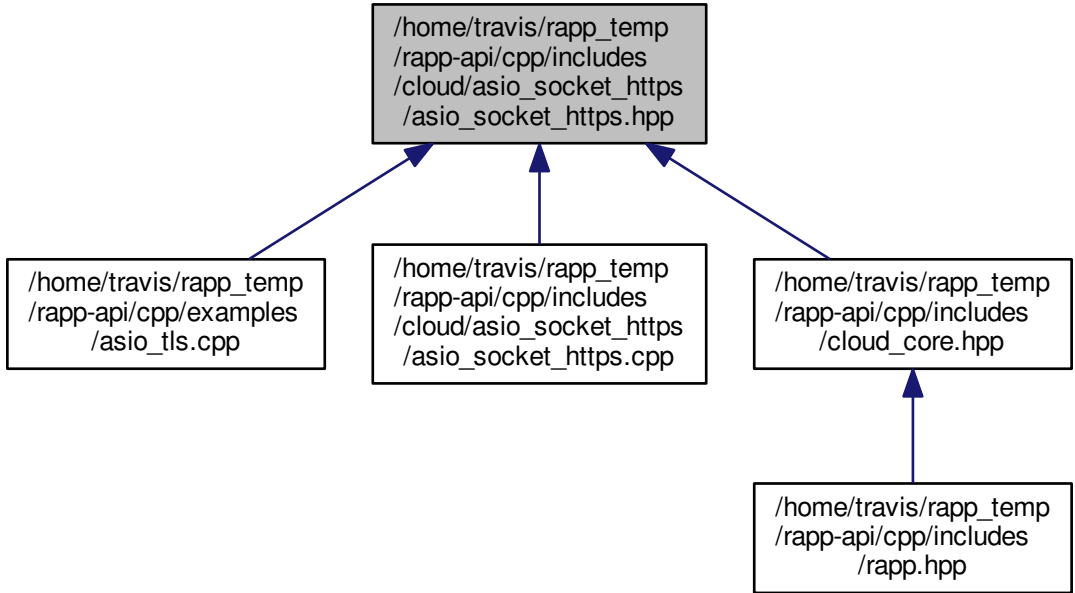 /home/travis/rapp_temp
/rapp-api/cpp/includes
/cloud/asio_socket_https
/asio_socket_https.hpp
/home/travis/rapp_temp
/rapp-api/cpp/examples
/asio_tls.cpp
/home/travis/rapp_temp
/rapp-api/cpp/includes
/cloud/asio_socket_https
/asio_socket_https.cpp
/home/travis/rapp_temp
/rapp-api/cpp/includes
/cloud_core.hpp
/home/travis/rapp_temp
/rapp-api/cpp/includes
/rapp.hpp